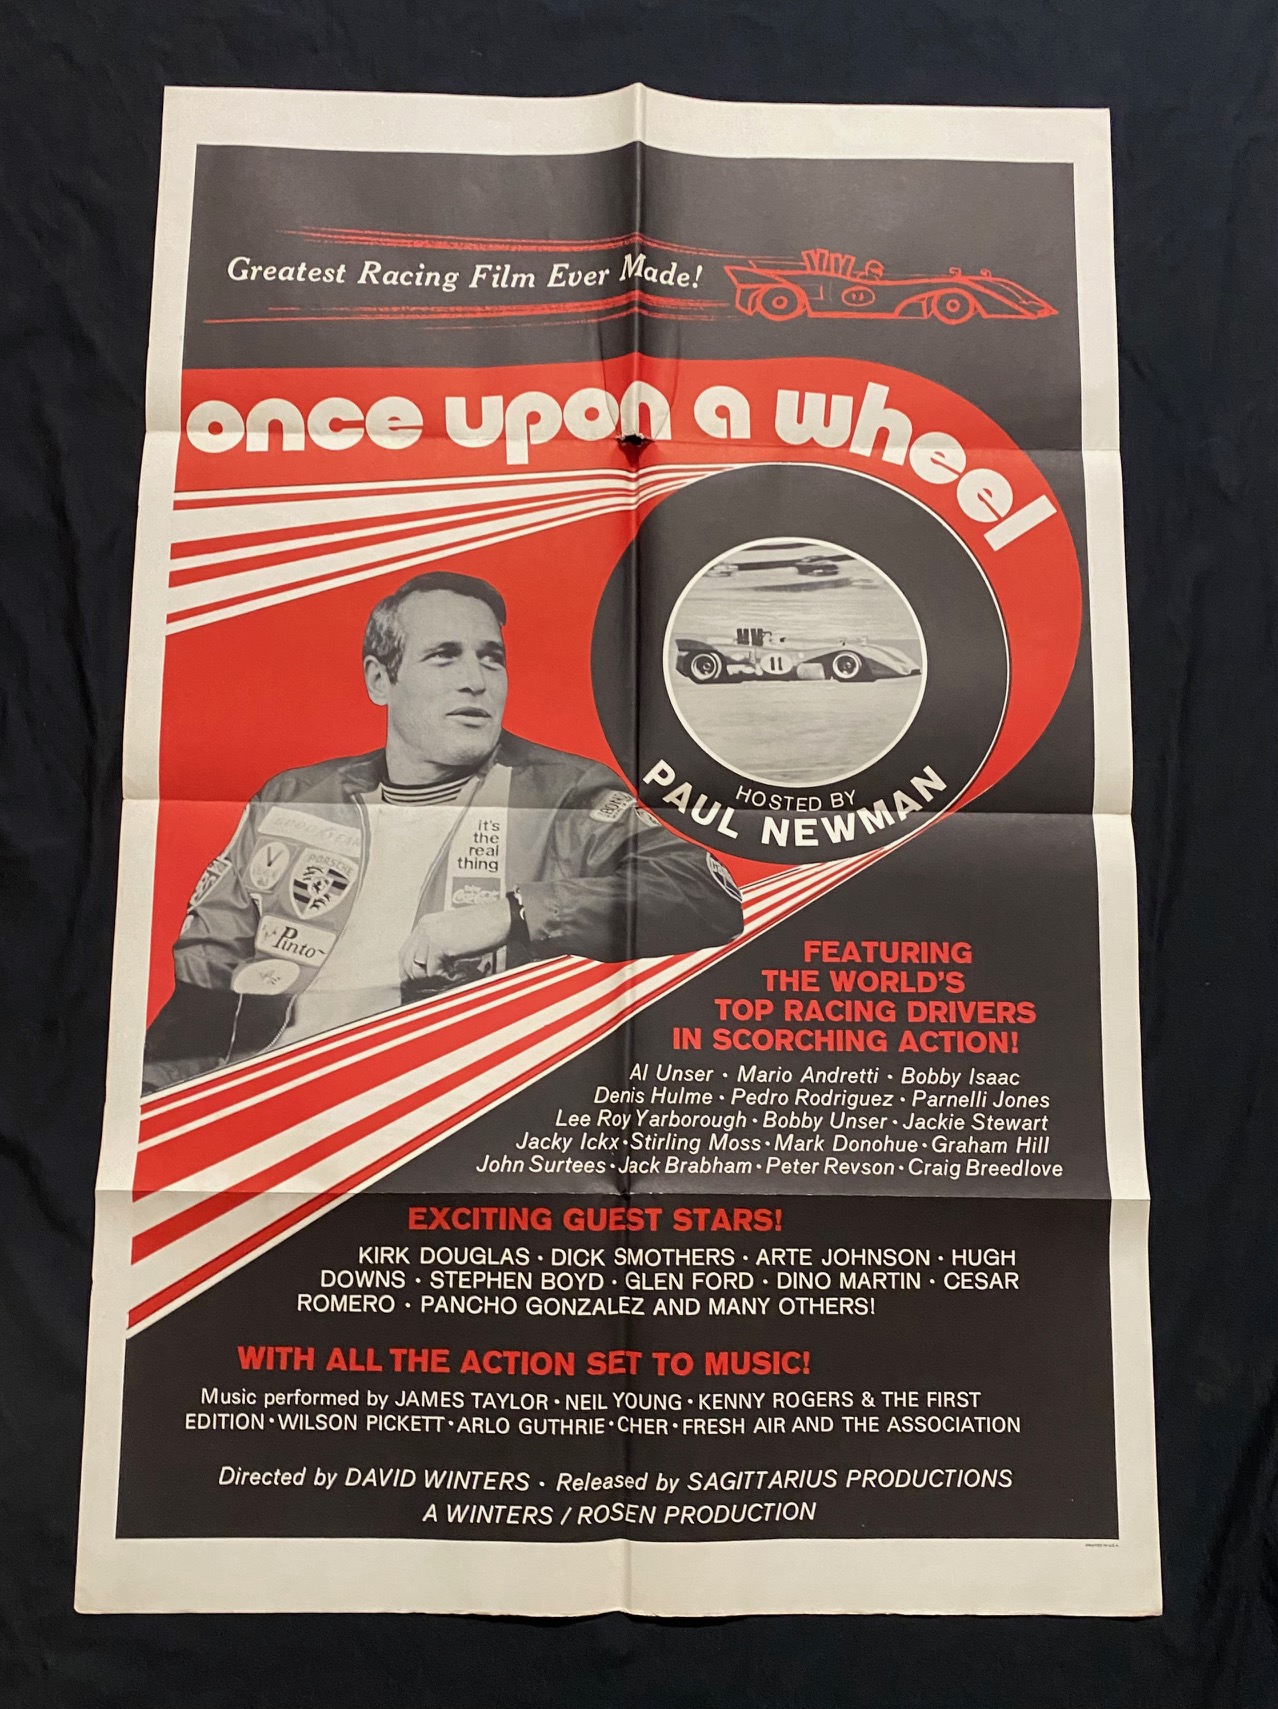 Greatest Racing Film Ever Made!
once upon a wheel
11
HOSTED BY
PAUL NEWMAN
it's
the
real
thing
GOODYEAR
PORSCHE
Pinto
FEATURING
THE WORLD'S
TOP RACING DRIVERS
IN SCORCHING ACTION!
Al Unser • Mario Andretti • Bobby Isaac
Denis Hulme • Pedro Rodriguez • Parnelli Jones
Lee Roy Yarborough • Bobby Unser • Jackie Stewart
Jacky Ickx • Stirling Moss • Mark Donohue • Graham Hill
John Surtees • Jack Brabham • Peter Revson • Craig Breedlove
EXCITING GUEST STARS!
KIRK DOUGLAS • DICK SMOTHERS • ARTE JOHNSON • HUGH
DOWNS • STEPHEN BOYD • GLEN FORD • DINO MARTIN • CESAR
ROMERO • PANCHO GONZALEZ AND MANY OTHERS!
WITH ALL THE ACTION SET TO MUSIC!
Music performed by JAMES TAYLOR • NEIL YOUNG • KENNY ROGERS & THE FIRST
EDITION • WILSON PICKETT • ARLO GUTHRIE • CHER • FRESH AIR AND THE ASSOCIATION
Directed by DAVID WINTERS • Released by SAGITTARIUS PRODUCTIONS
A WINTERS / ROSEN PRODUCTION